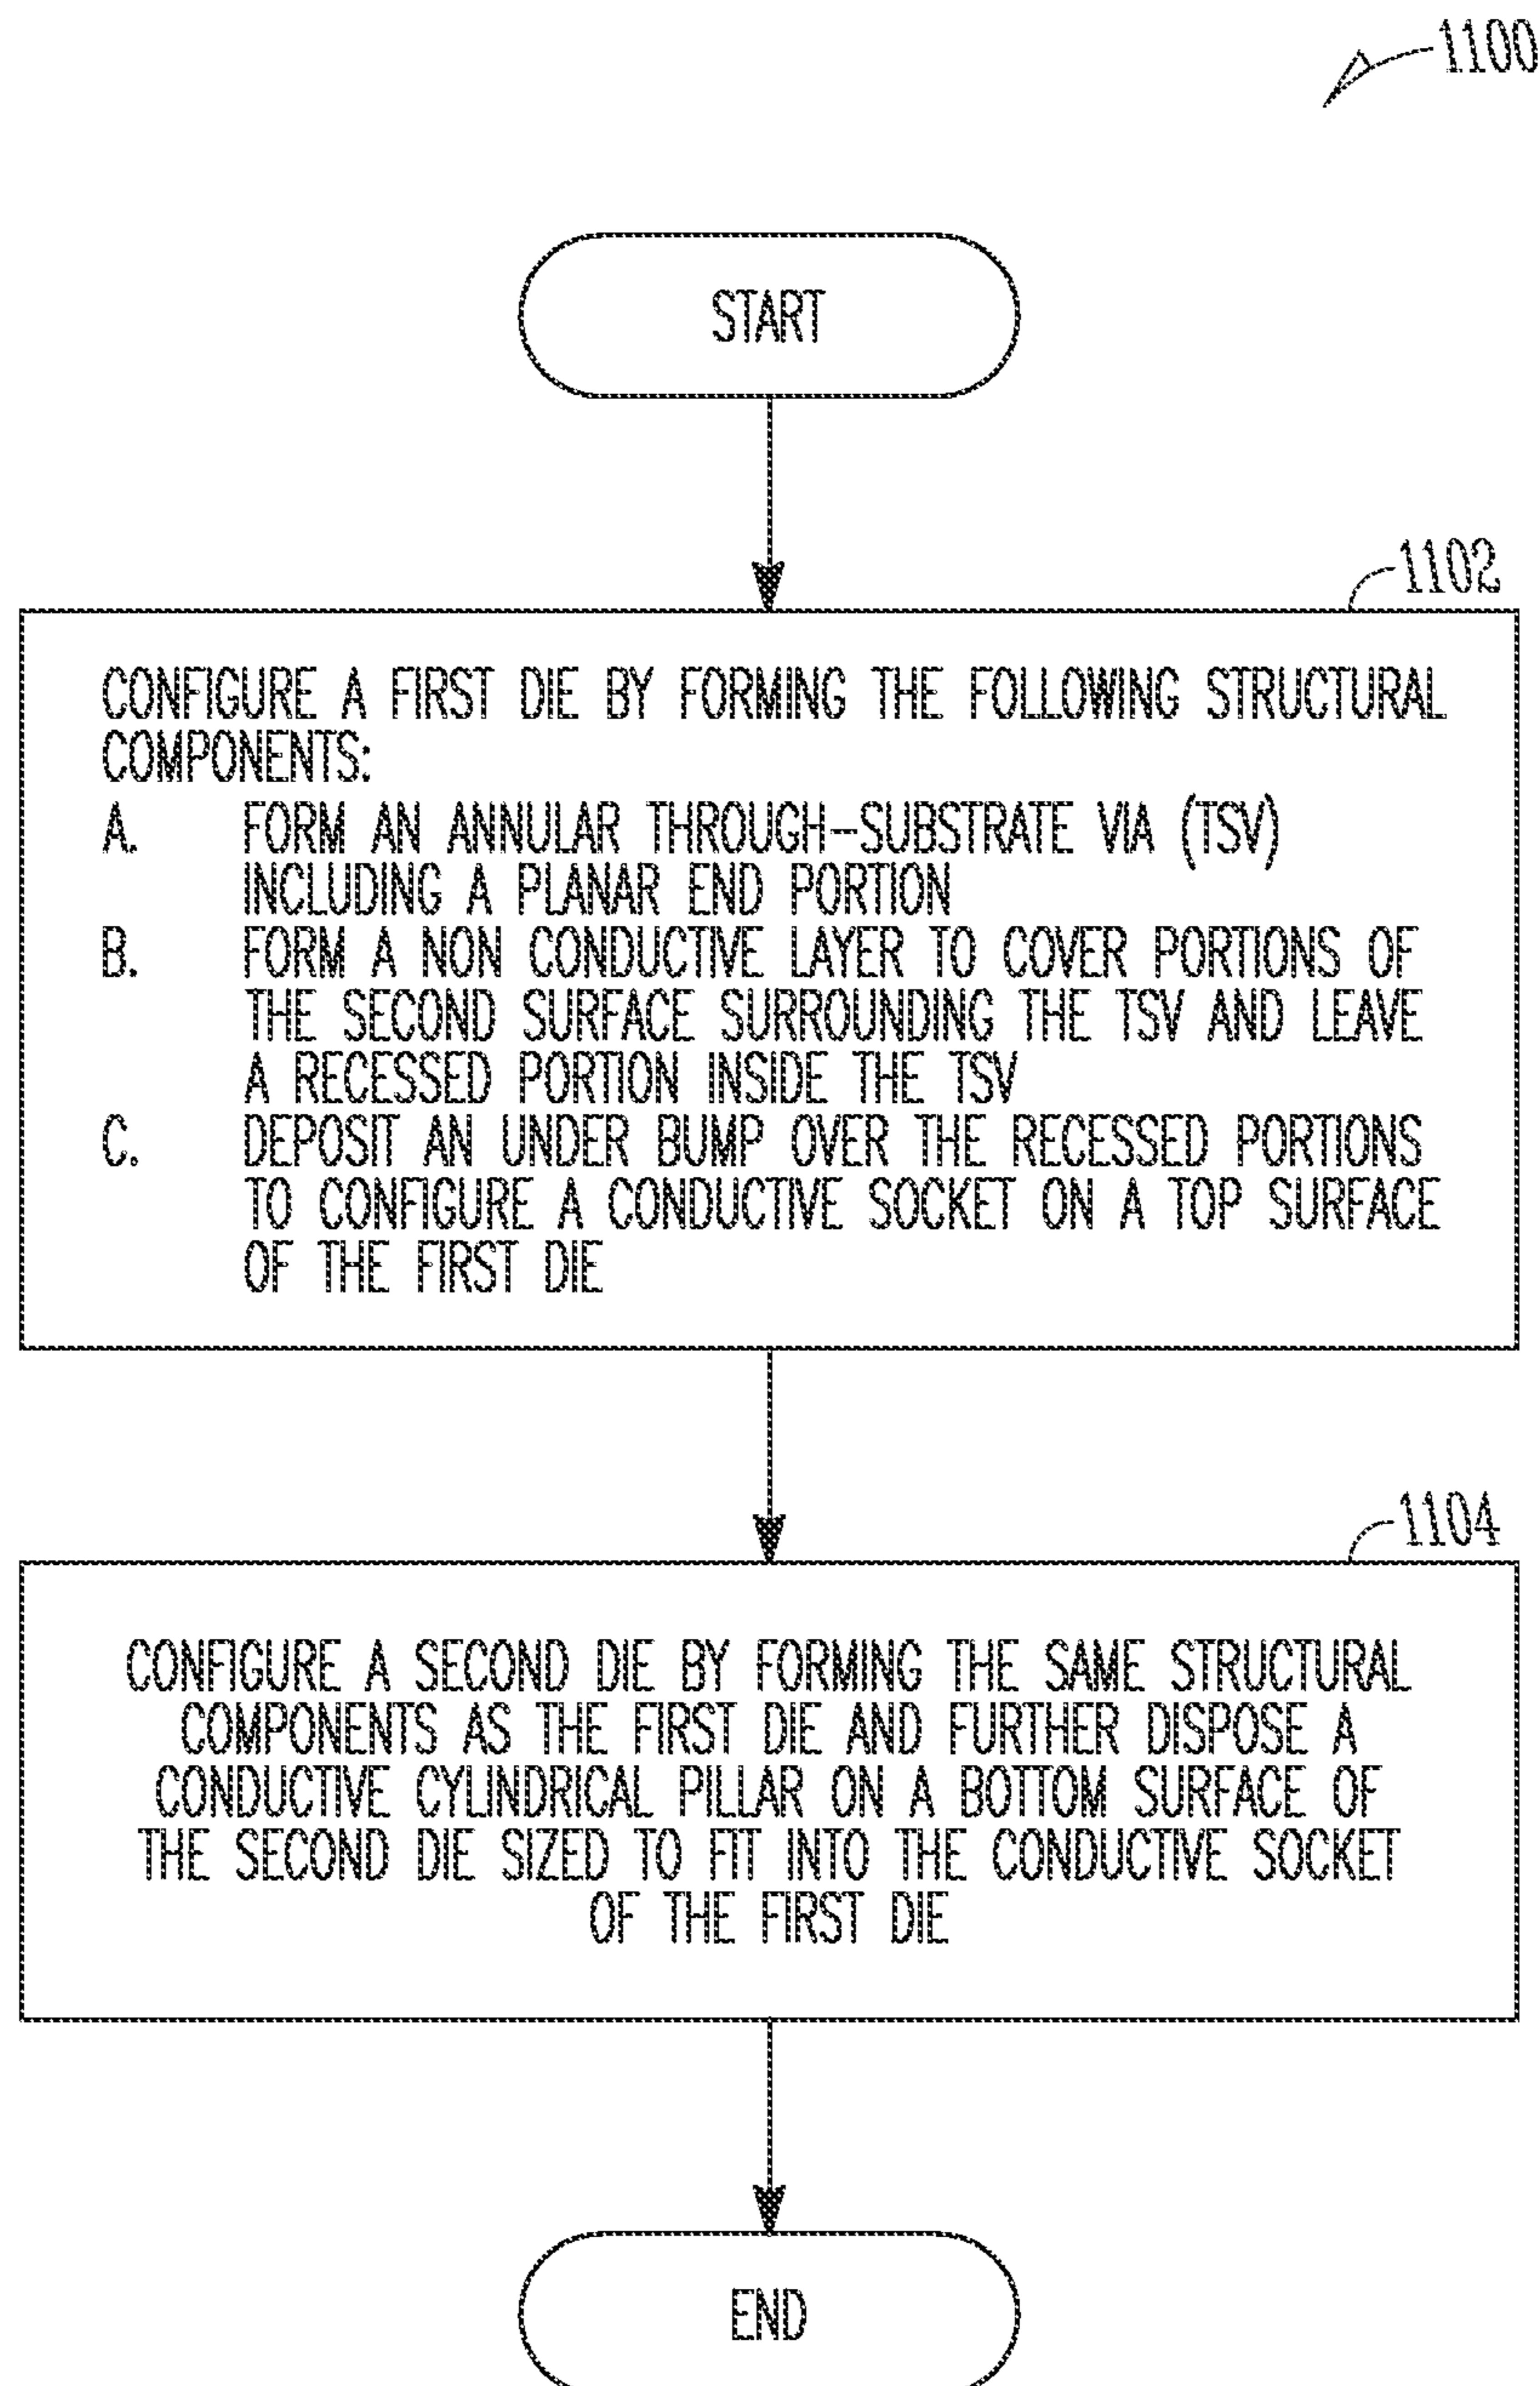 1100
START
1102
CONFIGURE A FIRST DIE BY FORMING THE FOLLOWING STRUCTURAL
COMPONENTS:
A. FORM AN ANNULAR THROUGH-SUBSTRATE VIA (TSV)
INCLUDING A PLANAR END PORTION
B. FORM A NON CONDUCTIVE LAYER TO COVER PORTIONS OF
THE SECOND SURFACE SURROUNDING THE TSV AND LEAVE
A RECESSED PORTION INSIDE THE TSV
C. DEPOSIT AN UNDER BUMP OVER THE RECESSED PORTIONS
TO CONFIGURE A CONDUCTIVE SOCKET ON A TOP SURFACE
OF THE FIRST DIE
1104
CONFIGURE A SECOND DIE BY FORMING THE SAME STRUCTURAL
COMPONENTS AS THE FIRST DIE AND FURTHER DISPOSE A
CONDUCTIVE CYLINDRICAL PILLAR ON A BOTTOM SURFACE OF
THE SECOND DIE SIZED TO FIT INTO THE CONDUCTIVE SOCKET
OF THE FIRST DIE
END